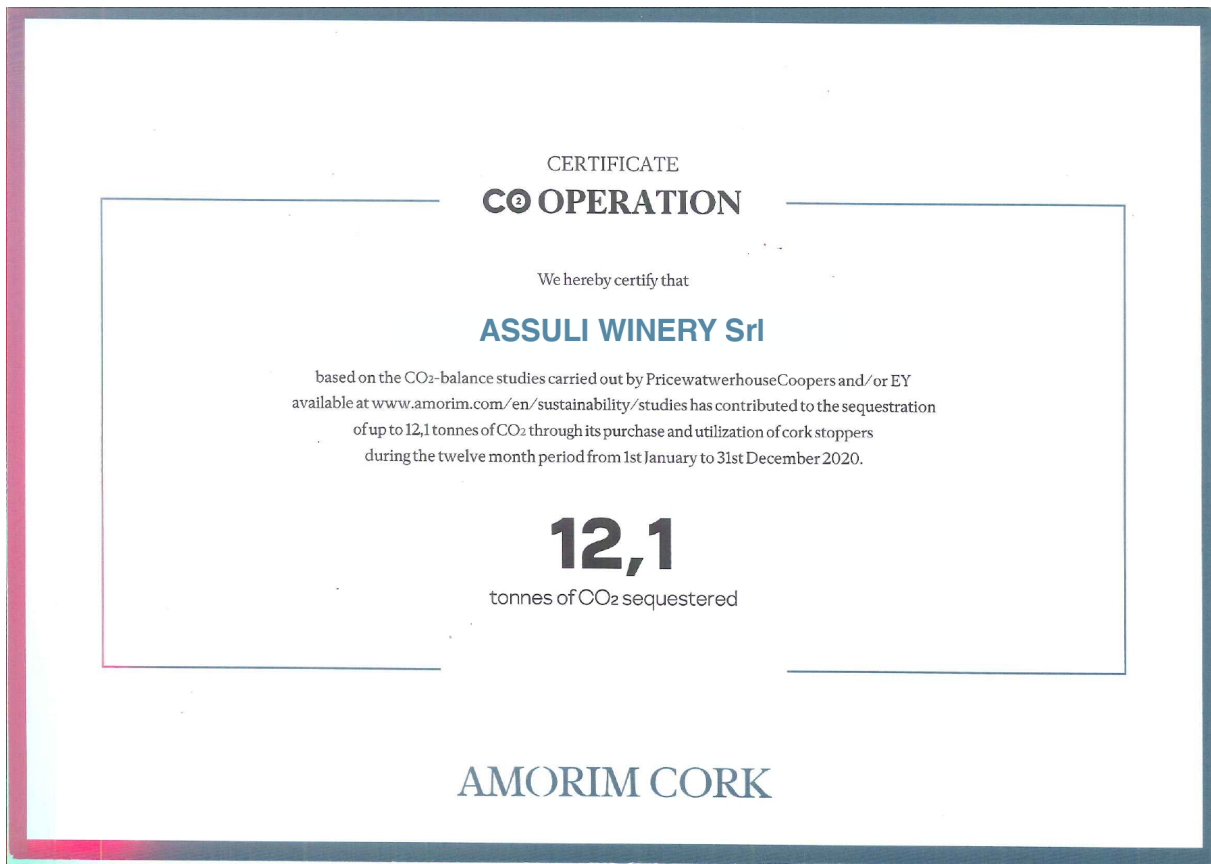 CERTIFICATE
CO2 OPERATION
We hereby certify that
ASSULI WINERY Srl
based on the CO2-balance studies carried out by PricewatwerhouseCoopers and/or EY
available at www.amorim.com/en/sustainability/studies has contributed to the sequestration
of up to 12,1 tonnes of CO2 through its purchase and utilization of cork stoppers
during the twelve month period from 1st January to 31st December 2020.
12,1
tonnes of CO2 sequestered
AMORIM CORK